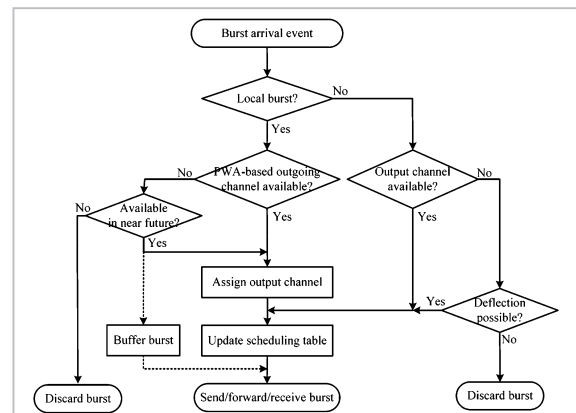 Burst arrival event
Local burst?
No
Yes
PWA-based outgoing
channel available?
No
Yes
Output channel
available?
No
Yes
Available
in near future?
No
Yes
Assign output channel
Deflection
possible?
Yes
No
Buffer burst
Update scheduling table
Discard burst
Send/forward/receive burst
Discard burst